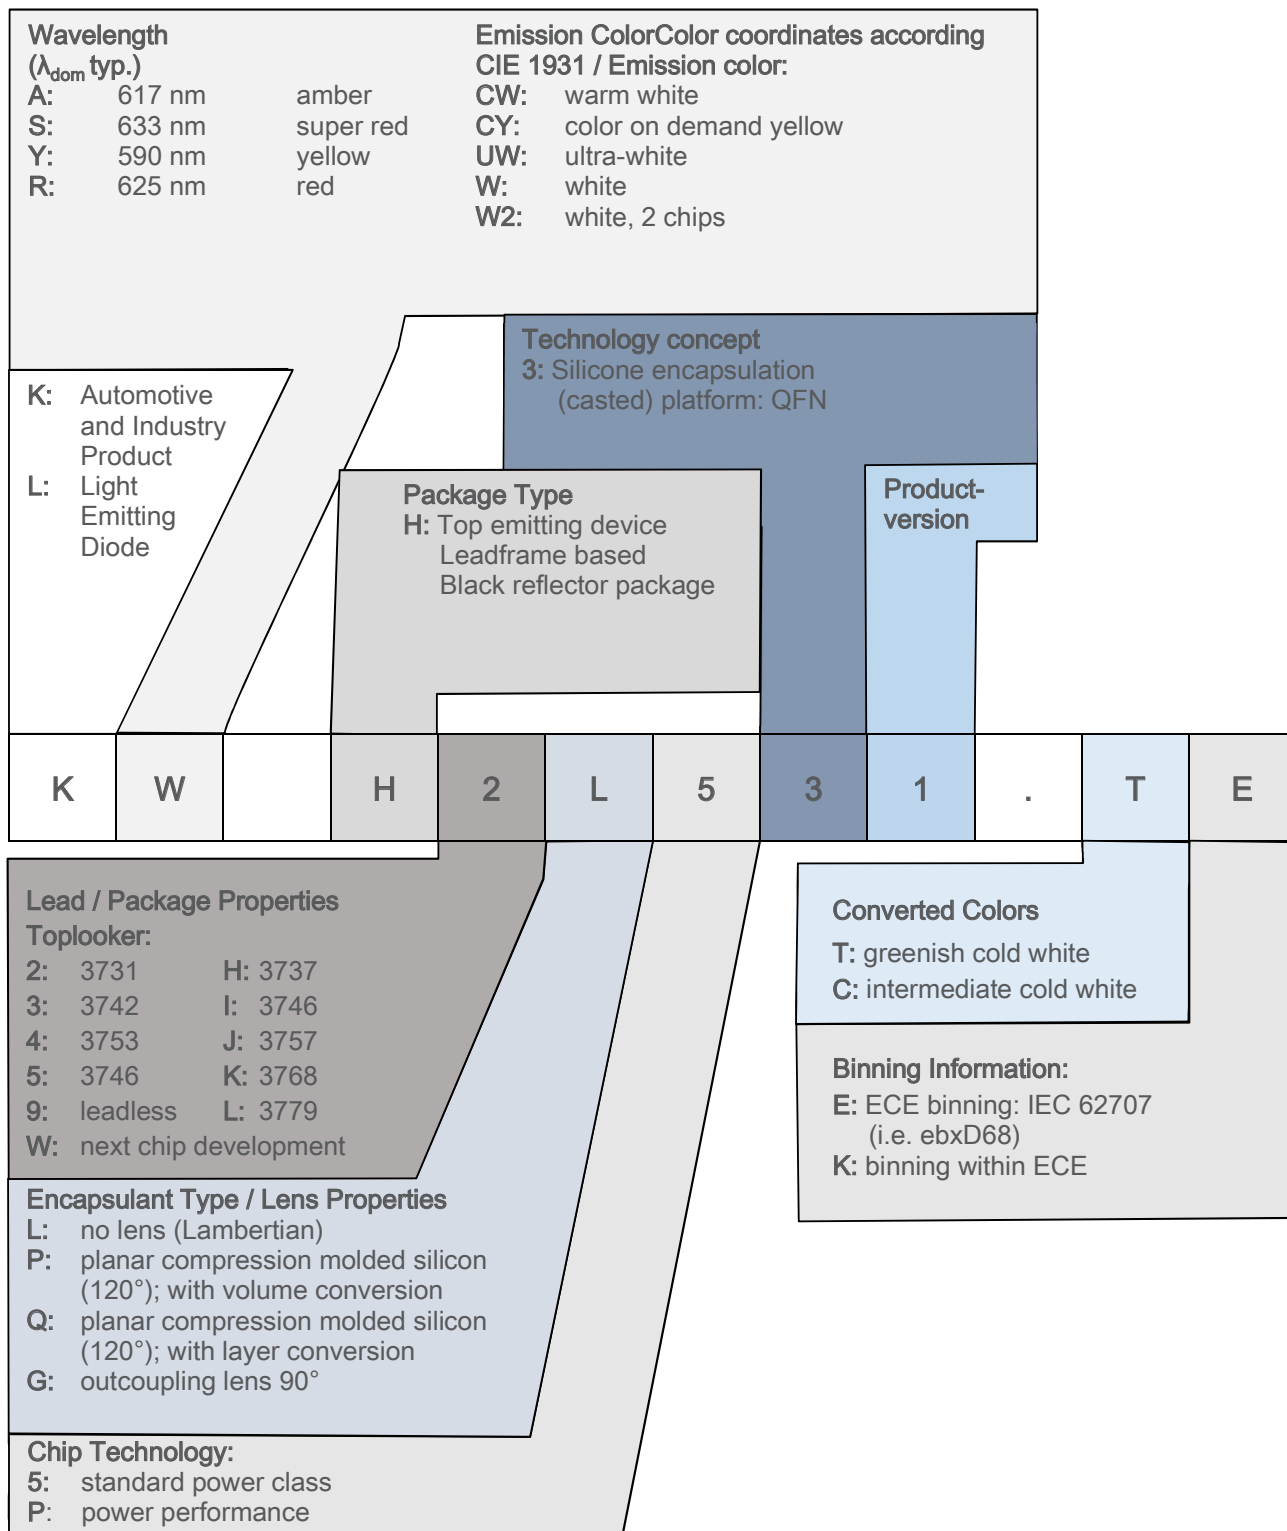 Wavelength
(λdom typ.)
A: 617 nm amber
S: 633 nm super red
Y: 590 nm yellow
R: 625 nm red
Emission ColorColor coordinates according
CIE 1931 / Emission color:
CW: warm white
CY: color on demand yellow
UW: ultra-white
W: white
W2: white, 2 chips
Technology concept
3: Silicone encapsulation
(casted) platform: QFN
K: Automotive
and Industry
Product
L: Light
Emitting
Diode
Package Type
H: Top emitting device
Leadframe based
Black reflector package
Product-
version
K W H 2 L 5 3 1 . T E
Lead / Package Properties
Toplooker:
2: 3731 H: 3737
3: 3742 I: 3746
4: 3753 J: 3757
5: 3746 K: 3768
9: leadless L: 3779
W: next chip development
Converted Colors
T: greenish cold white
C: intermediate cold white
Binning Information:
E: ECE binning: IEC 62707
(i.e. ebxD68)
K: binning within ECE
Encapsulant Type / Lens Properties
L: no lens (Lambertian)
P: planar compression molded silicon
(120°); with volume conversion
Q: planar compression molded silicon
(120°); with layer conversion
G: outcoupling lens 90°
Chip Technology:
5: standard power class
P: power performance